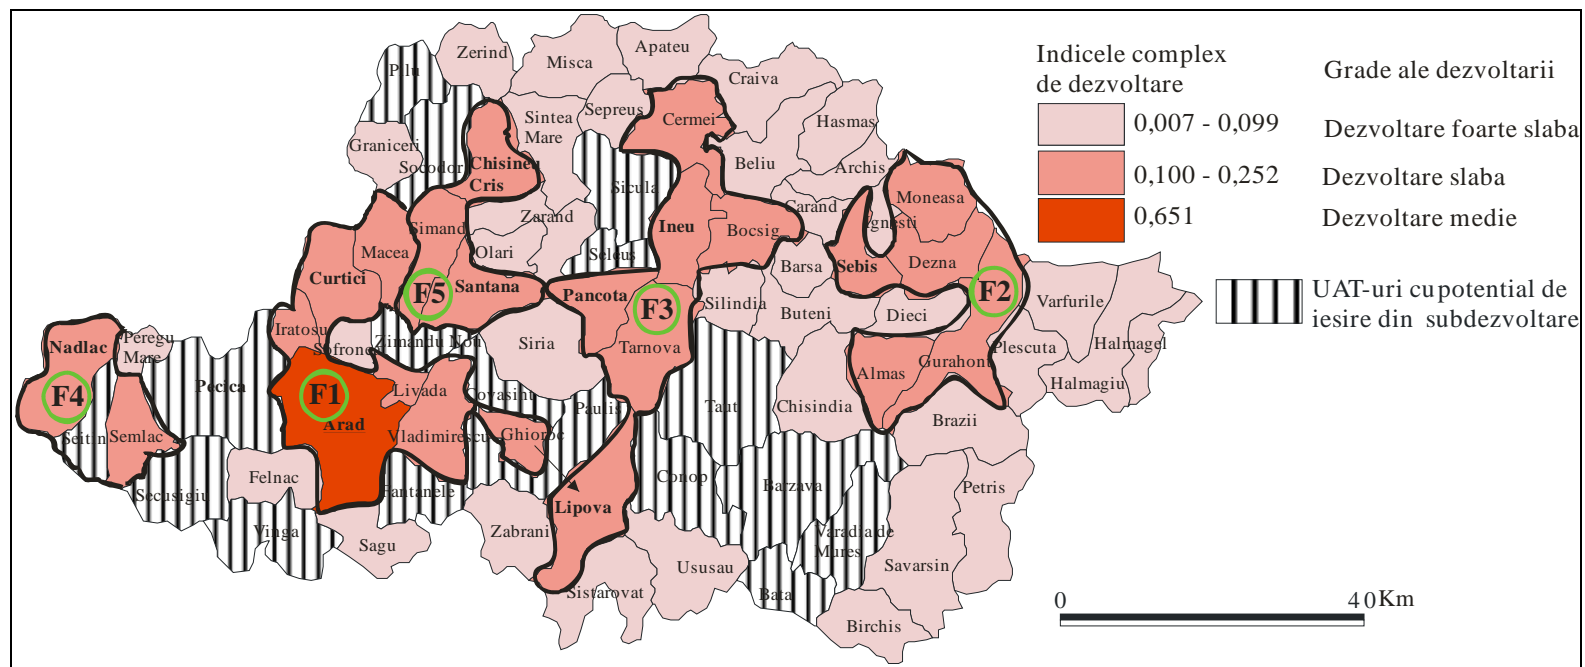 Indicele complex
de dezvoltare
Grade ale dezvoltarii
0,007 - 0,099
Dezvoltare foarte slaba
0,100 - 0,252
Dezvoltare slaba
0,651
Dezvoltare medie
UAT-uri cu potential de
iesire din subdezvoltare
0
40 Km
Zerind
Misca
Apateu
Pilu
Craiva
Sepreus
Cermei
Hasmas
Sintea
Mare
Graniceri
Socodor
Chisineu
Cris
Beliu
Archis
Sicula
Moneasa
Carand
Ignesti
Zarand
Simand
Ineu
Bocsig
Macea
Olari
Seleus
Barsa
Sebis
Dezna
Curtici
F5
Santana
Pancota
F3
Silindia
F2
Varfurile
Buteni
Dieci
Iratosu
Sofronea
Zimandu Nou
Siria
Tarnova
Plescuta
Halmagel
Nadlac
Peregu
Mare
Gurahont
Almas
Halmagiu
Pecica
F4
F1
Livada
Covasint
Paulis
Taut
Chisindia
Arad
Brazii
Seitin
Semlac
Vladimirescu
Ghioroc
Felnac
Conop
Barzava
Petris
Secusigiu
Fantanele
Lipova
Vinga
Sagu
Zabrani
Varadia de
Mures
Savarsin
Ususau
Sistarovat
Bata
Birchis